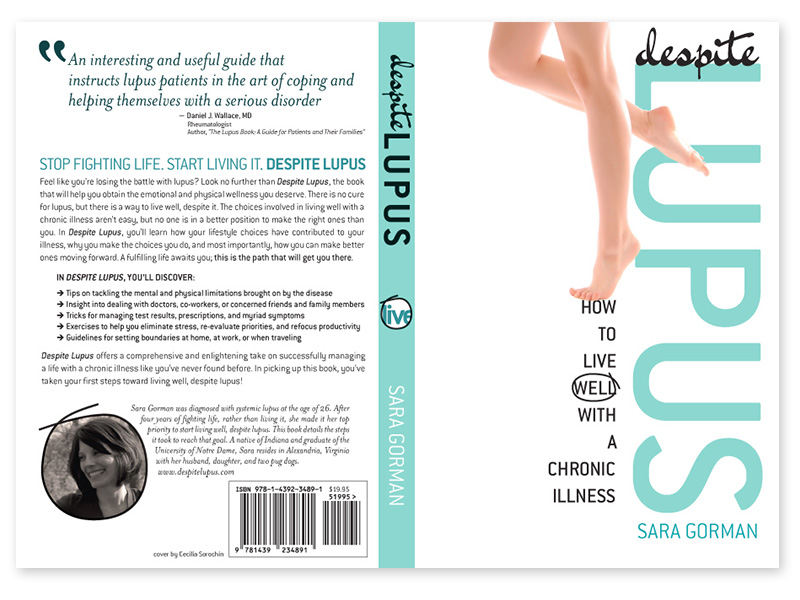 “An interesting and useful guide that
instructs lupus patients in the art of coping and
helping themselves with a serious disorder
— Daniel J. Wallace, MD
Rheumatologist
Author, "The Lupus Book: A Guide for Patients and Their Families"
STOP FIGHTING LIFE. START LIVING IT. DESPITE LUPUS
Feel like you're losing the battle with lupus? Look no further than Despite Lupus, the book
that will help you obtain the emotional and physical wellness you deserve. There is no cure
for lupus, but there is a way to live well, despite it. The choices involved in living well with a
chronic illness aren't easy, but no one is in a better position to make the right ones than
you. In Despite Lupus, you'll learn how your lifestyle choices have contributed to your
illness, why you make the choices you do, and most importantly, how you can make better
ones moving forward. A fulfilling life awaits you; this is the path that will get you there.
IN DESPITE LUPUS, YOU'LL DISCOVER:
→ Tips on tackling the mental and physical limitations brought on by the disease
→ Insight into dealing with doctors, co-workers, or concerned friends and family members
→ Tricks for managing test results, prescriptions, and myriad symptoms
→ Exercises to help you eliminate stress, re-evaluate priorities, and refocus productivity
→ Guidelines for setting boundaries at home, at work, or when traveling
Despite Lupus offers a comprehensive and enlightening take on successfully managing
a life with a chronic illness like you've never found before. In picking up this book, you've
taken your first steps toward living well, despite lupus!
Sara Gorman was diagnosed with systemic lupus at the age of 26. After
four years of fighting life, rather than living it, she made it her top
priority to start living well, despite lupus. This book details the steps
it took to reach that goal. A native of Indiana and graduate of the
University of Notre Dame, Sara resides in Alexandria, Virginia
with her husband, daughter, and two pug dogs.
www.despitelupus.com
ISBN 978-1-4392-3489-1 $19.95
51995>
9 781439 234891
cover by Cecilia Sorochin
despite LUPUS
live
SARA GORMAN
despite
LUPUS
HOW
TO
LIVE
WELL
WITH
A
CHRONIC
ILLNESS
SARA GORMAN